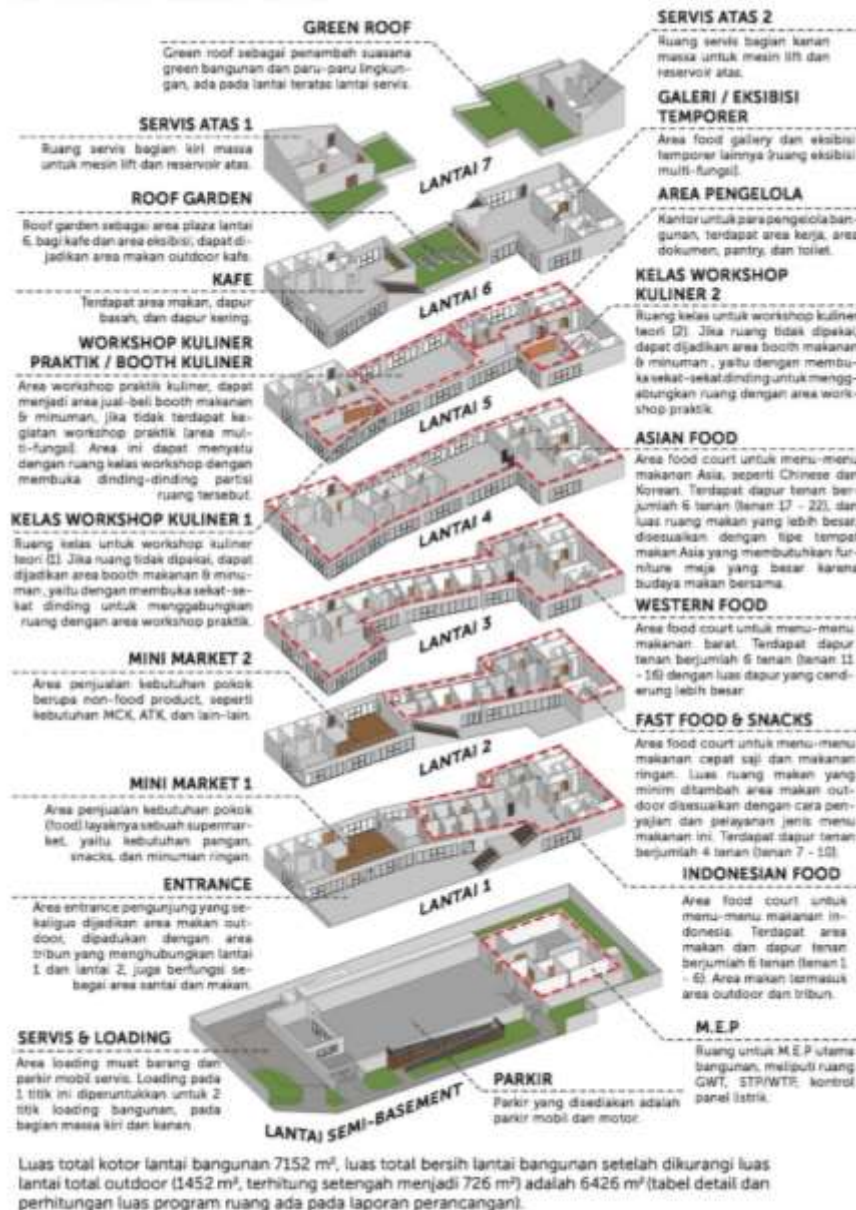 GREEN ROOF
Green roof sebagai penambah suasana
green bangunan dan paru-paru lingkun-
gan, ada pada lantai teratas lantai servis.
SERVIS ATAS 1
Ruang servis bagian kiri massa
untuk mesin lift dan reservoir atas.
ROOF GARDEN
Roof garden sebagai area plaza lantai
6, bagi kafe dan area eksibisi, dapat di-
jadikan area makan outdoor kafe.
KAFE
Terdapat area makan, dapur
basah, dan dapur kering.
WORKSHOP KULINER
PRAKTIK / BOOTH KULINER
Area workshop praktik kuliner, dapat
menjadi area jual-beli booth makanan
& minuman, jika tidak terdapat ke-
giatan workshop praktik (area mul-
ti-fungsi). Area ini dapat menyatu
dengan ruang kelas workshop dengan
membuka dinding-dinding partisi
ruang tersebut.
KELAS WORKSHOP KULINER 1
Ruang kelas untuk workshop kuliner
teori (1). Jika ruang tidak dipakai, dapat
dijadikan area booth makanan & minu-
man, yaitu dengan membuka sekat-se-
kat dinding untuk menggabungkan
ruang dengan area workshop praktik.
MINI MARKET 2
Area penjualan kebutuhan pokok
berupa non-food product, seperti
kebutuhan MCK, ATK, dan lain-lain.
MINI MARKET 1
Area penjualan kebutuhan pokok
(food) layaknya sebuah supermar-
ket, yaitu kebutuhan pangan,
snacks, dan minuman ringan.
ENTRANCE
Area entrance pengunjung yang se-
kaligus dijadikan area makan out-
door, dipadukan dengan area
tribun yang menghubungkan lantai
1 dan lantai 2, juga berfungsi se-
bagai area santai dan makan.
SERVIS & LOADING
Area loading muat barang dan
parkir mobil servis. Loading pada
1 titik ini diperuntukkan untuk 2
titik loading bangunan, pada
bagian massa kiri dan kanan.
LANTAI 7
LANTAI 6
LANTAI 5
LANTAI 4
LANTAI 3
LANTAI 2
LANTAI 1
LANTAI SEMI-BASEMENT
SERVIS ATAS 2
Ruang servis bagian kanan
massa untuk mesin lift dan
reservoir atas.
GALERI / EKSIBISI
TEMPORER
Area food gallery dan eksibisi
temporer lainnya (ruang eksibisi
multi-fungsi).
AREA PENGELOLA
Kantor untuk para pengelola ban-
gunan, terdapat area kerja, area
dokumen, pantry, dan toilet.
KELAS WORKSHOP
KULINER 2
Ruang kelas untuk workshop kuliner
teori (2). Jika ruang tidak dipakai,
dapat dijadikan area booth makanan
& minuman , yaitu dengan membu-
ka sekat-sekat dinding untuk mengg-
abungkan ruang dengan area work-
shop praktik.
ASIAN FOOD
Area food court untuk menu-menu
makanan Asia, seperti Chinese dan
Korean. Terdapat dapur tenan ber-
jumlah 6 tenan (tenan 17 - 22), dan
luas ruang makan yang lebih besar,
disesuaikan dengan tipe tempat
makan Asia yang membutuhkan fur-
niture meja yang besar karena
budaya makan bersama.
WESTERN FOOD
Area food court untuk menu-menu
makanan barat. Terdapat dapur
tenan berjumlah 6 tenan (tenan 11
- 16) dengan luas dapur yang cend-
erung lebih besar
FAST FOOD & SNACKS
Area food court untuk menu-menu
makanan cepat saji dan makanan
ringan. Luas ruang makan yang
minim ditambah area makan out-
door disesuaikan dengan cara pen-
yajian dan pelayanan jenis menu
makanan ini. Terdapat dapur tenan
berjumlah 4 tenan (tenan 7 - 10).
INDONESIAN FOOD
Area food court untuk
menu-menu makanan In-
donesia. Terdapat area
makan dan dapur tenan
berjumlah 6 tenan (tenan 1
- 6). Area makan termasuk
area outdoor dan tribun.
M.E.P
Ruang untuk M.E.P utama
bangunan, meliputi ruang
GWT, STP/WTP, kontrol
panel listrik.
PARKIR
Parkir yang disediakan adalah
parkir mobil dan motor.
Luas total kotor lantai bangunan 7152 m², luas total bersih lantai bangunan setelah dikurangi luas
lantai total outdoor (1452 m², terhitung setengah menjadi 726 m²) adalah 6426 m² (tabel detail dan
perhitungan luas program ruang ada pada laporan perancangan).